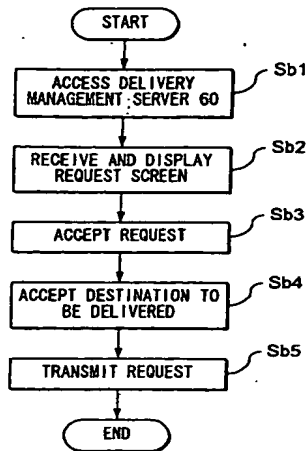 START
ACCESS DELIVERY
MANAGEMENT SERVER 60
Sb1
RECEIVE AND DISPLAY
REQUEST SCREEN
Sb2
ACCEPT REQUEST
Sb3
ACCEPT DESTINATION TO
BE DELIVERED
Sb4
TRANSMIT REQUEST
Sb5
END